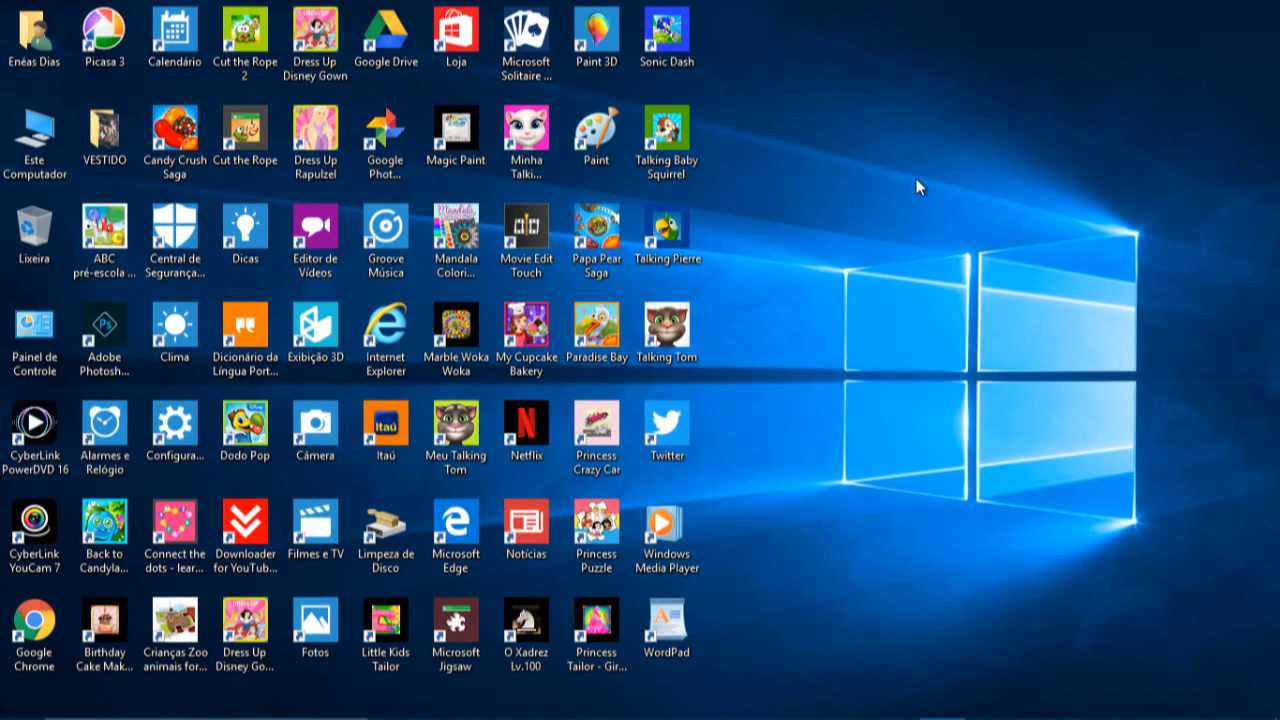 Enéas Dias
Picasa 3
Calendário
Cut the Rope
2
Dress Up
Disney Gown
Google Drive
Loja
Microsoft
Solitaire ...
Paint 3D
Sonic Dash
Este
Computador
VESTIDO
Candy Crush
Saga
Cut the Rope
Dress Up
Rapulzel
Google
Phot...
Magic Paint
Minha
Talki...
Paint
Talking Baby
Squirrel
Lixeira
ABC
pré-escola ...
Central de
Segurança...
Dicas
Editor de
Vídeos
Groove
Música
Mandala
Mandala
Colori...
Movie Edit
Touch
Papa Pear
Saga
Talking Pierre
Painel de
Controle
Ps
Adobe
Photosh...
Clima
Dicionário da
Língua Port...
Exibição 3D
Internet
Explorer
Marble Woka
Woka
My Cupcake
Bakery
Paradise Bay
Talking Tom
CyberLink
PowerDVD 16
Alarmes e
Relógio
Configura...
Dodo Pop
Câmera
Itaú
Itaú
Meu Talking
Tom
N
Netflix
Princess
Crazy Car
Twitter
CyberLink
YouCam 7
Back to
Candyla...
Connect the
dots - lear...
Downloader
for YouTub...
Filmes e TV
Limpeza de
Disco
Microsoft
Edge
Notícias
Princess
Puzzle
Windows
Media Player
Google
Chrome
Birthday
Cake Mak...
Crianças Zoo
animais for...
Dress Up
Disney Go...
Fotos
Little Kids
Tailor
Microsoft
Jigsaw
O Xadrez
Lv.100
Princess
Tailor - Gir...
A
WordPad